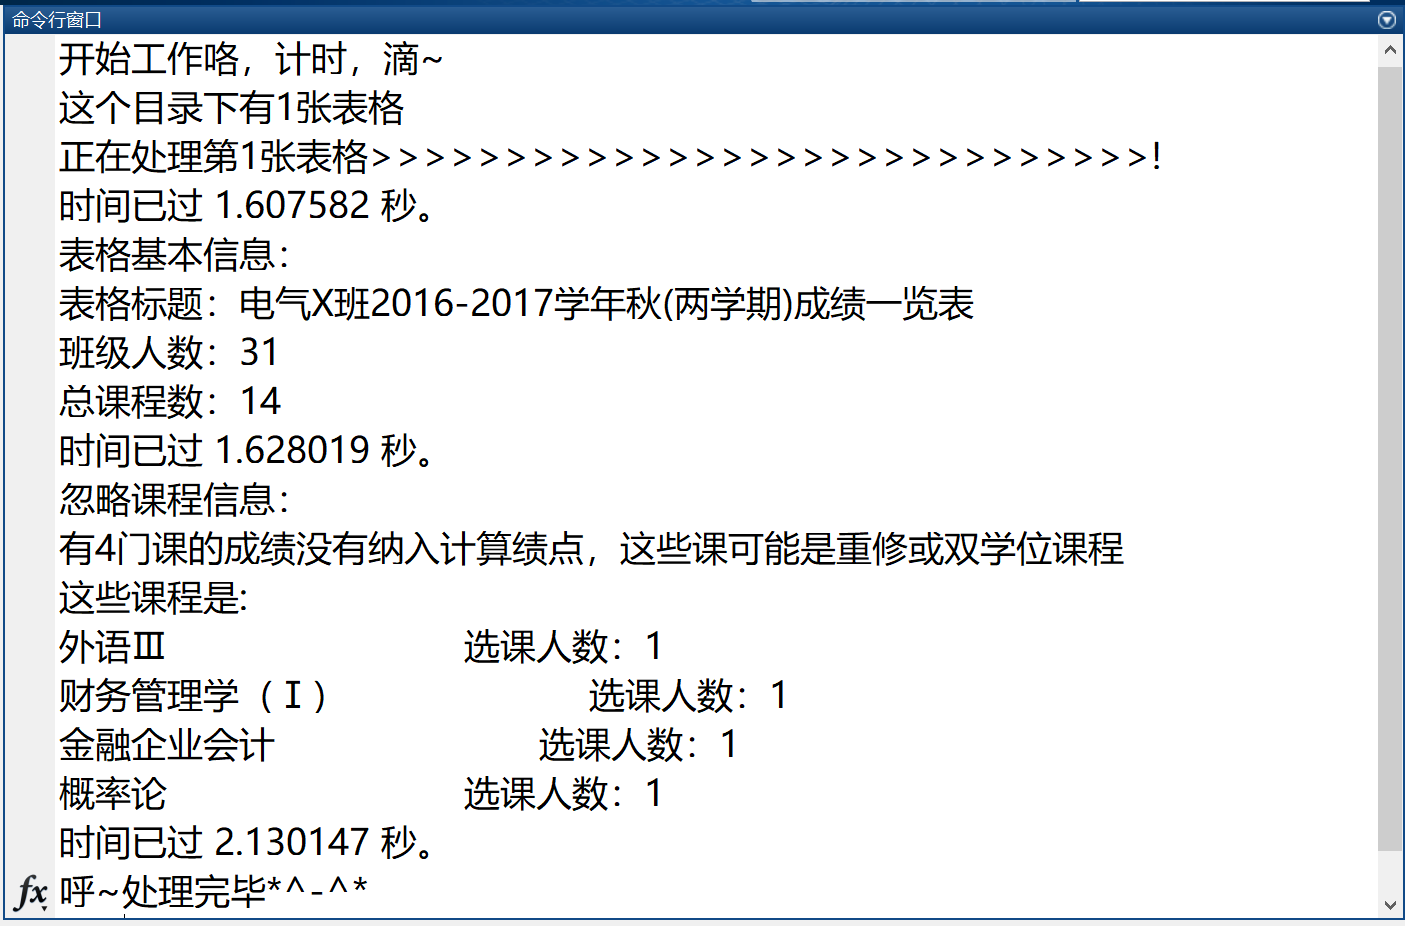 命令行窗口
开始工作咯，计时，滴~
这个目录下有1张表格
正在处理第1张表格>>>>>>>>>>>>>>>>>>>>>>>>>>>>>!
时间已过 1.607582 秒。
表格基本信息：
表格标题：电气X班2016-2017学年秋(两学期)成绩一览表
班级人数：31
总课程数：14
时间已过 1.628019 秒。
忽略课程信息：
有4门课的成绩没有纳入计算绩点，这些课可能是重修或双学位课程
这些课程是:
外语Ⅲ 选课人数：1
财务管理学（Ⅰ） 选课人数：1
金融企业会计 选课人数：1
概率论 选课人数：1
时间已过 2.130147 秒。
fx 呼~处理完毕*^-^*